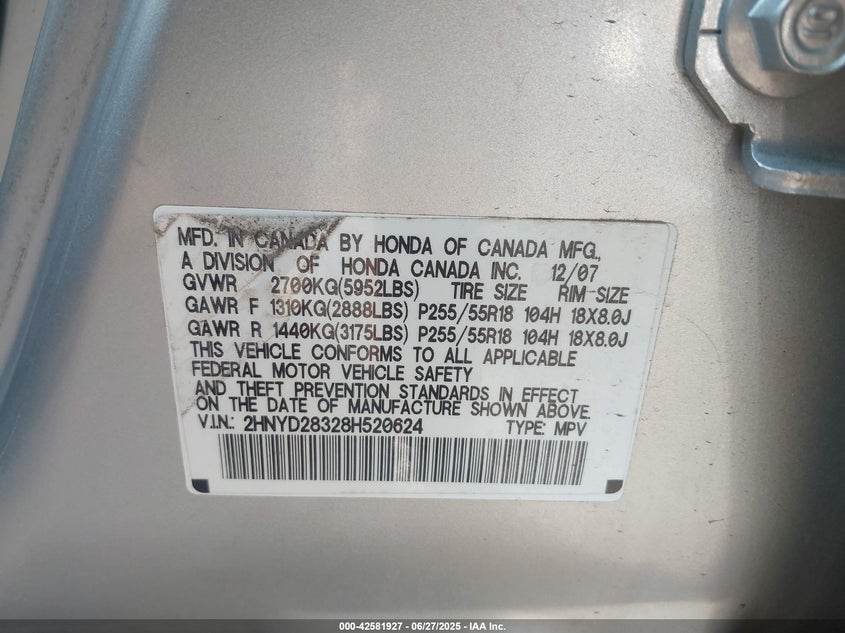 MFD. IN CANADA BY HONDA OF CANADA MFG.,
A DIVISION OF HONDA CANADA INC. 12/07
GVWR 2700KG(5952LBS) TIRE SIZE RIM SIZE
GAWR F 1310KG(2888LBS) P255/55R18 104H 18X8.0J
GAWR R 1440KG(3175LBS) P255/55R18 104H 18X8.0J
THIS VEHICLE CONFORMS TO ALL APPLICABLE
FEDERAL MOTOR VEHICLE SAFETY
AND THEFT PREVENTION STANDARDS IN EFFECT
ON THE DATE OF MANUFACTURE SHOWN ABOVE.
V.I.N.: 2HNYD28328H520624 TYPE: MPV
000-42581927 - 06/27/2025 - IAA Inc.